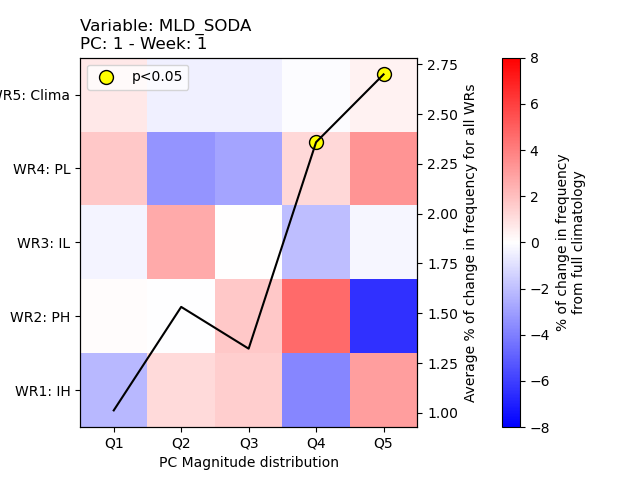 Variable: MLD_SODA
PC: 1 - Week: 1
p<0.05
WR5: Clima
WR4: PL
WR3: IL
WR2: PH
WR1: IH
Q1 Q2 Q3 Q4 Q5
PC Magnitude distribution
2.75
2.50
2.25
2.00
1.75
1.50
1.25
1.00
Average % of change in frequency for all WRs
8
6
4
2
0
−2
−4
−6
−8
% of change in frequency
from full climatology